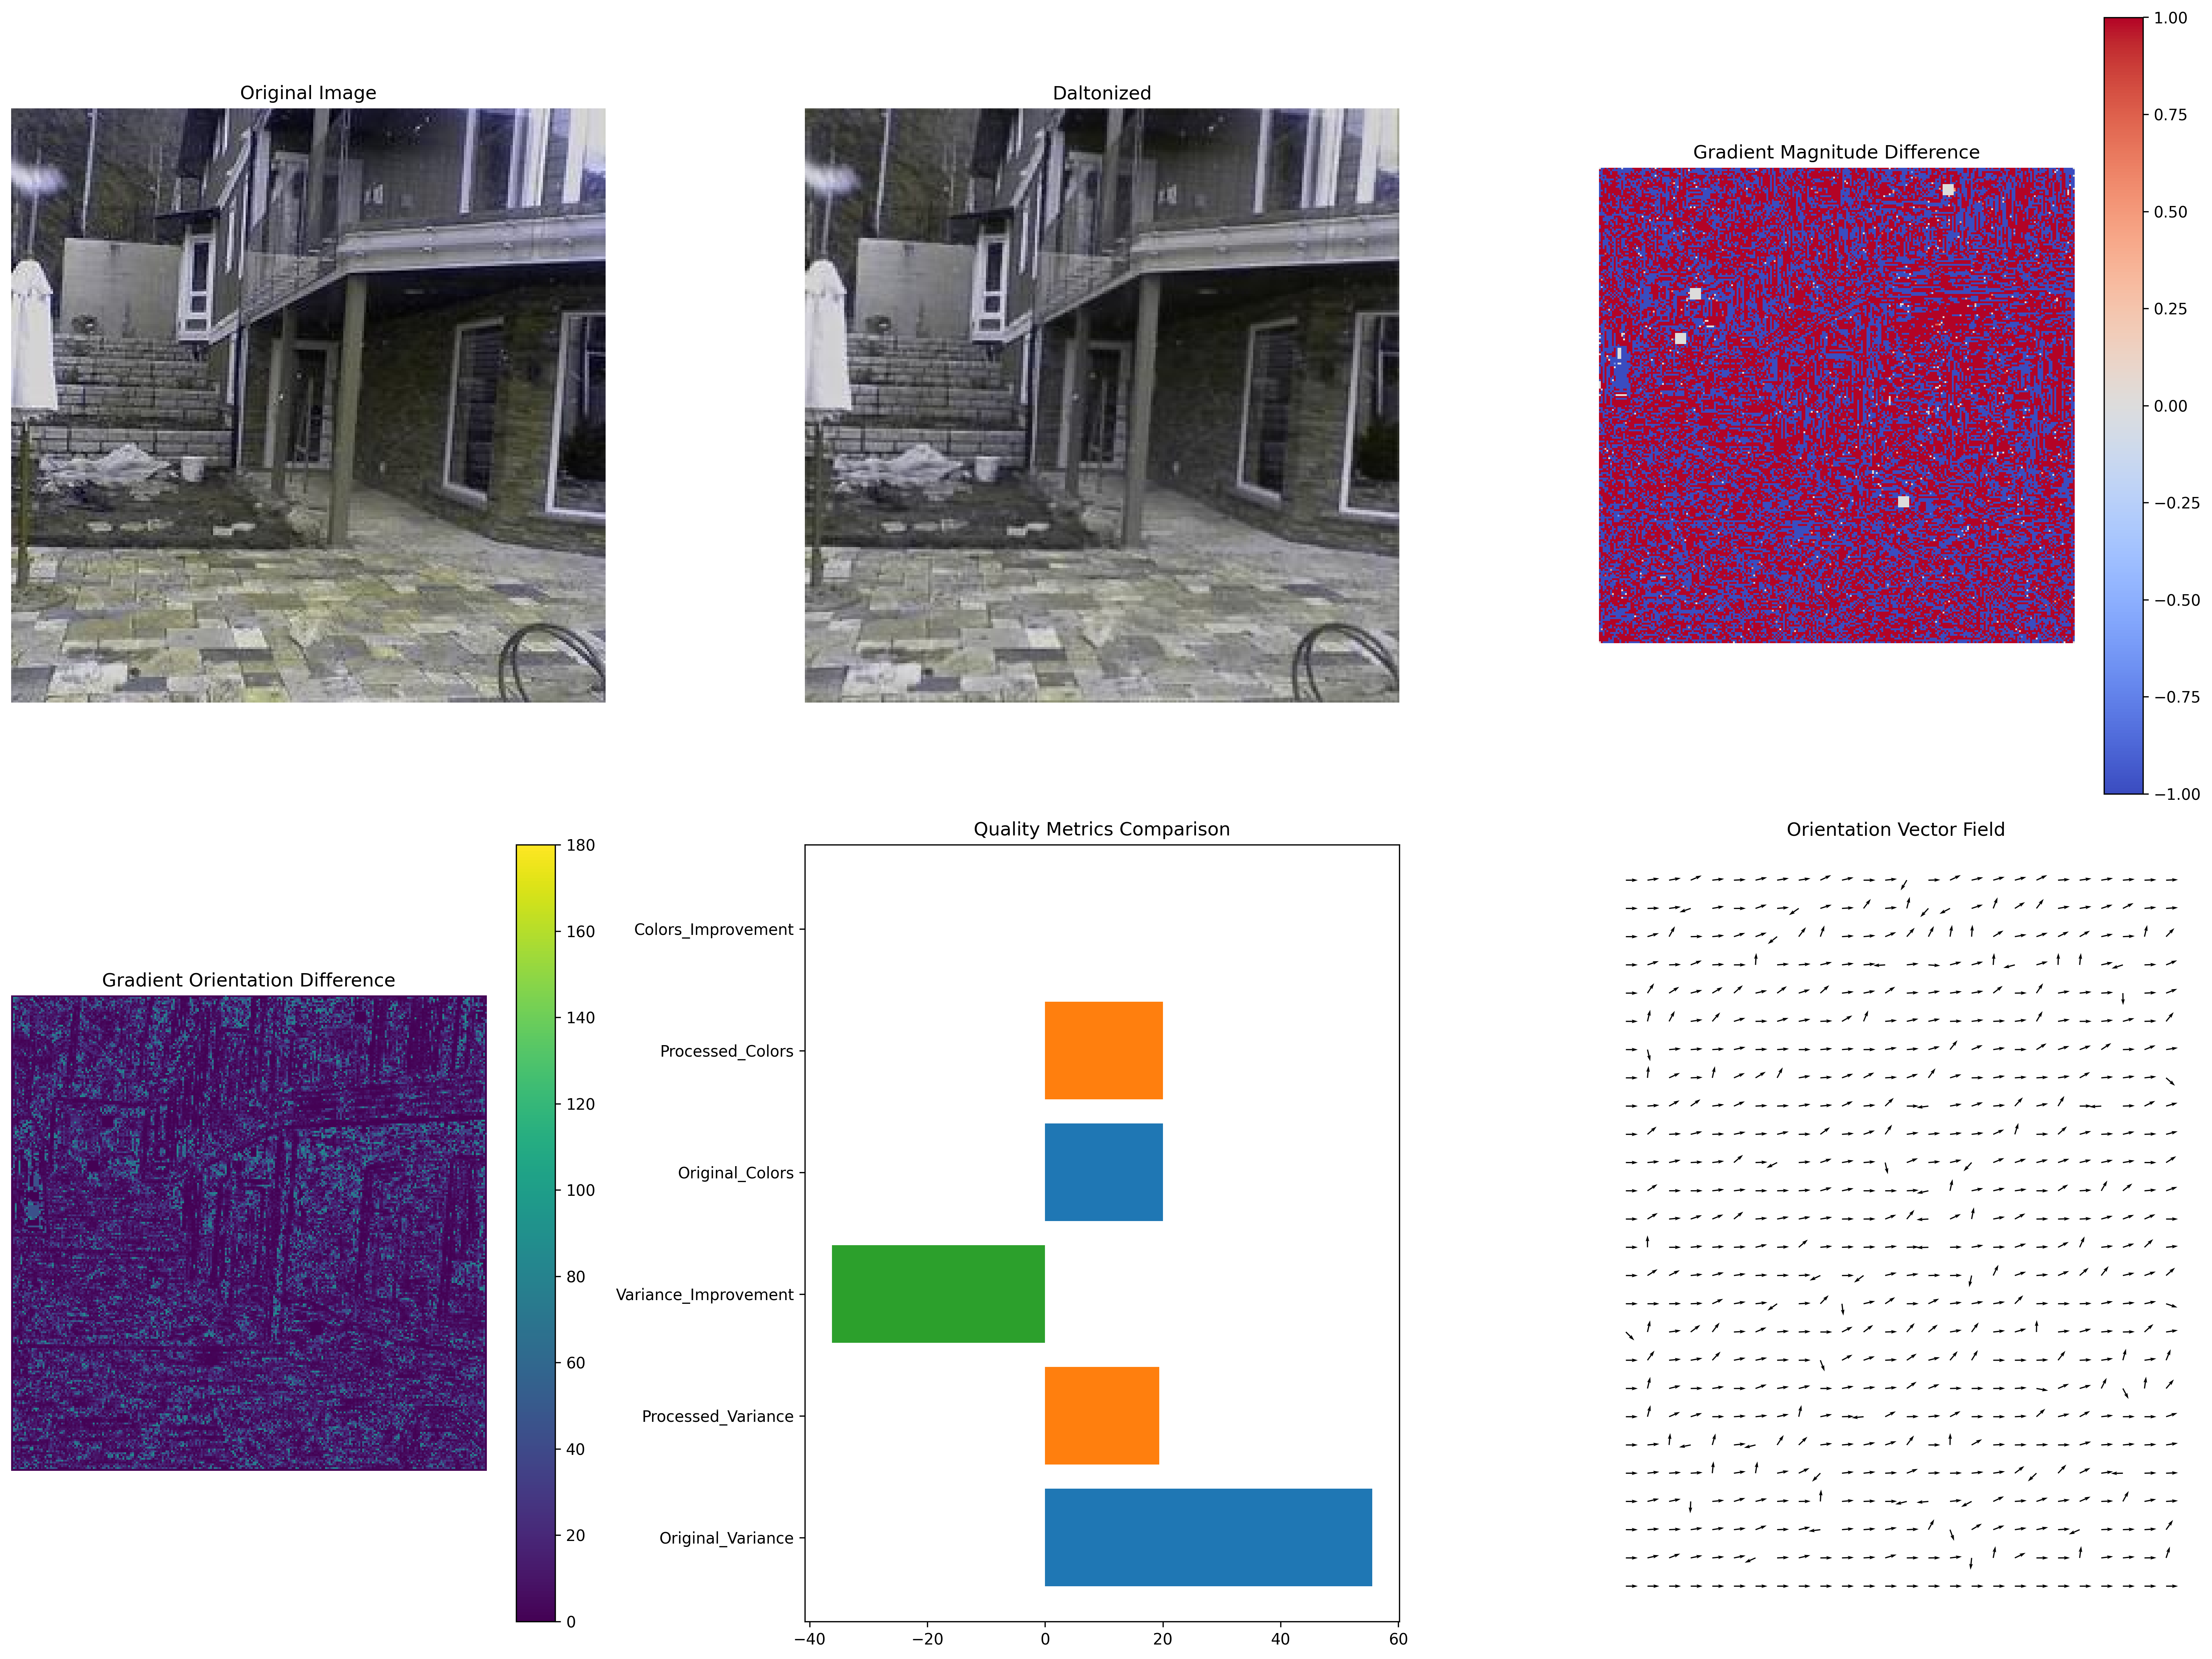 Original Image
Daltonized
Gradient Magnitude Difference
1.00
0.75
0.50
0.25
0.00
−0.25
−0.50
−0.75
−1.00
Gradient Orientation Difference
180
160
140
120
100
80
60
40
20
0
Quality Metrics Comparison
Colors_Improvement
Processed_Colors
Original_Colors
Variance_Improvement
Processed_Variance
Original_Variance
−40 −20 0 20 40 60
Orientation Vector Field